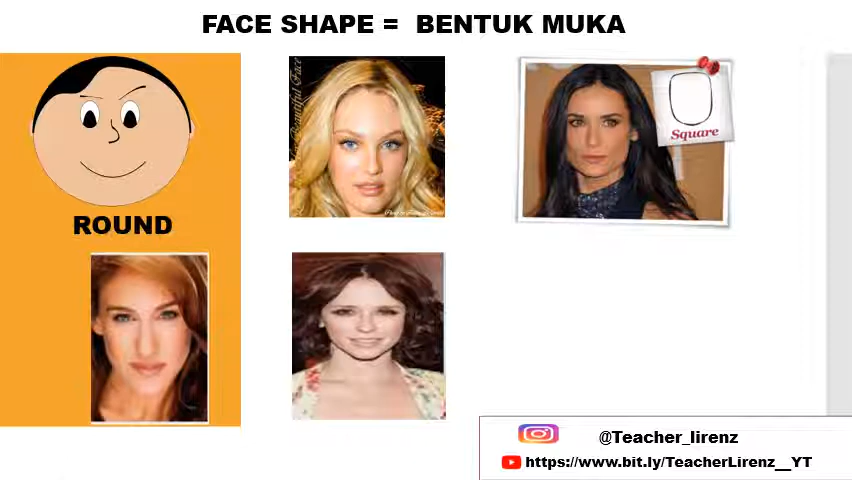 FACE SHAPE = BENTUK MUKA
Square
ROUND
@Teacher_lirenz
https://www.bit.ly/TeacherLirenz__YT